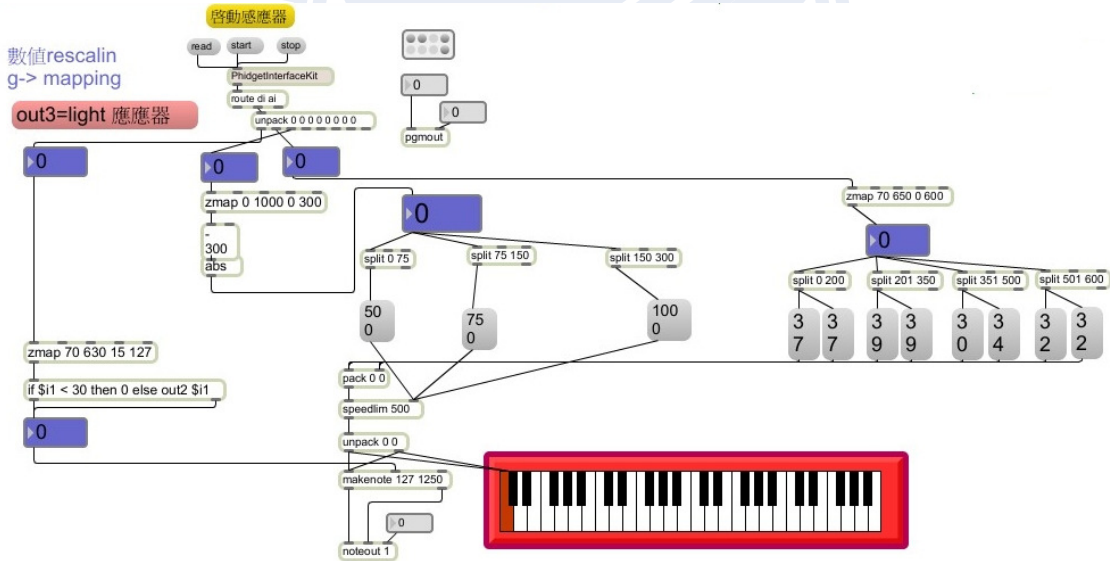 啓動感應器
read
start
stop
數值rescalin
g-> mapping
PhidgetInterfaceKit
route di ai
out3=light 應應器
unpack 0 0 0 0 0 0 0 0
0
0
pgmout
0
0
0
zmap 0 1000 0 300
-
300
abs
0
zmap 70 650 0 600
0
split 0 75
split 75 150
split 150 300
split 0 200
split 201 350
split 351 500
split 501 600
50
0
75
0
100
0
3
7
3
7
3
9
3
9
3
0
3
4
3
2
3
2
zmap 70 630 15 127
if $i1 < 30 then 0 else out2 $i1
0
pack 0 0
speedlim 500
unpack 0 0
makenote 127 1250
0
noteout 1